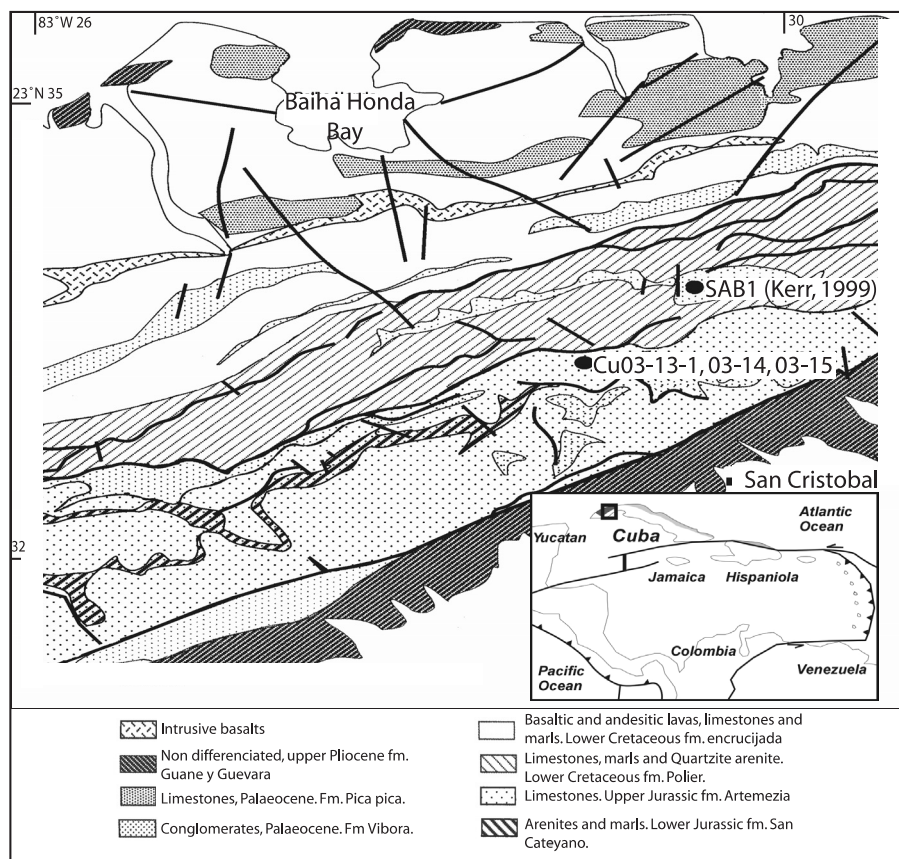 83°W 26
30
23°N 35
Baiha Honda
Bay
SAB1 (Kerr, 1999)
Cu03-13-1, 03-14, 03-15
San Cristobal
32
Atlantic
Ocean
Yucatan
Cuba
Jamaica
Hispaniola
Colombia
Venezuela
Pacific
Ocean
Intrusive basalts
Non differenciated, upper Pliocene fm.
Guane y Guevara
Limestones, Palaeocene. Fm. Pica pica.
Conglomerates, Palaeocene. Fm Vibora.
Basaltic and andesitic lavas, limestones and
marls. Lower Cretaceous fm. encrucijada
Limestones, marls and Quartzite arenite.
Lower Cretaceous fm. Polier.
Limestones. Upper Jurassic fm. Artemezia
Arenites and marls. Lower Jurassic fm. San
Cateyano.